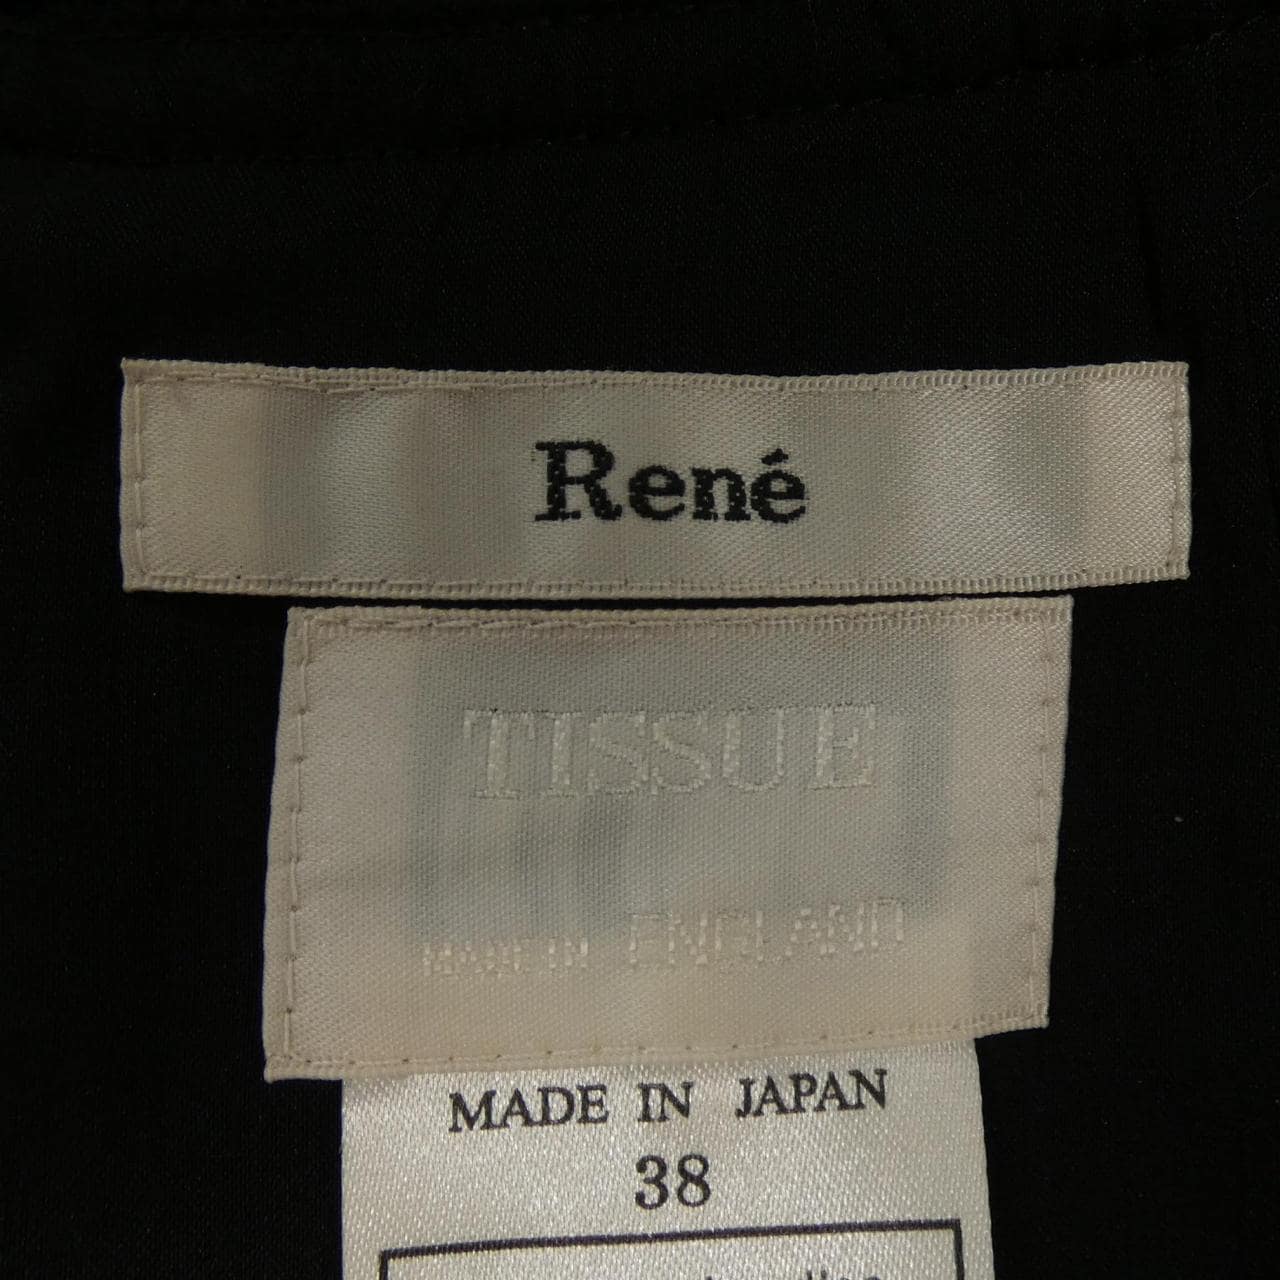 René
TISSUE
MADE IN ENGLAND
MADE IN JAPAN
38